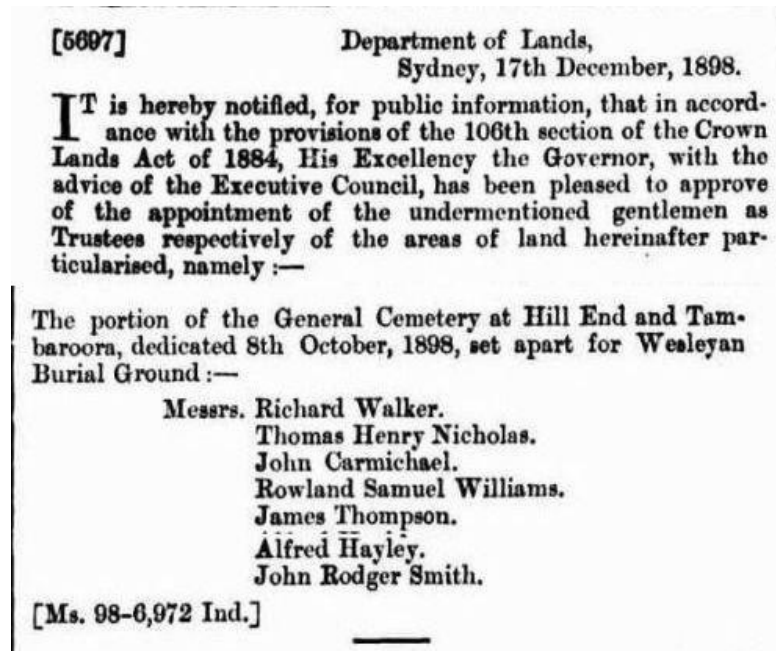 [5697] Department of Lands,
Sydney, 17th December, 1898.
IT is hereby notified, for public information, that in accord-
ance with the provisions of the 106th section of the Crown
Lands Act of 1884, His Excellency the Governor, with the
advice of the Executive Council, has been pleased to approve
of the appointment of the undermentioned gentlemen as
Trustees respectively of the areas of land hereinafter par-
ticularised, namely :—
The portion of the General Cemetery at Hill End and Tam-
baroora, dedicated 8th October, 1898, set apart for Wesleyan
Burial Ground :—
Messrs. Richard Walker.
Thomas Henry Nicholas.
John Carmichael.
Rowland Samuel Williams.
James Thompson.
Alfred Hayley.
John Rodger Smith.
[Ms. 98-6,972 Ind.]